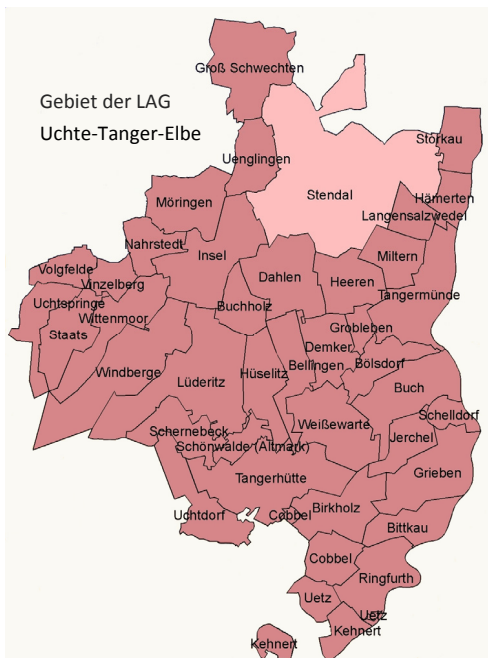 Groß Schwechten
Gebiet der LAG
Uchte-Tanger-Elbe
Storkau
Uenglingen
Stendal
Hämerten
Möringen
Langensalzwedel
Nahrstedt
Insel
Miltern
Volgfelde
Dahlen
Heeren
Vinzelberg
Tangermünde
Uchtspringe
Buchholz
Wittenmoor
Grobleben
Staats
Demker
Bölsdorf
Bellingen
Windberge
Hüselitz
Lüderitz
Buch
Schelldorf
Weißewarte
Schernebeck
Jerchel
Schönwalde (Altmark)
Grieben
Tangerhütte
Birkholz
Uchtdorf
Cobbel
Bittkau
Cobbel
Ringfurth
Uetz
Uetz
Kehnert
Kehnert